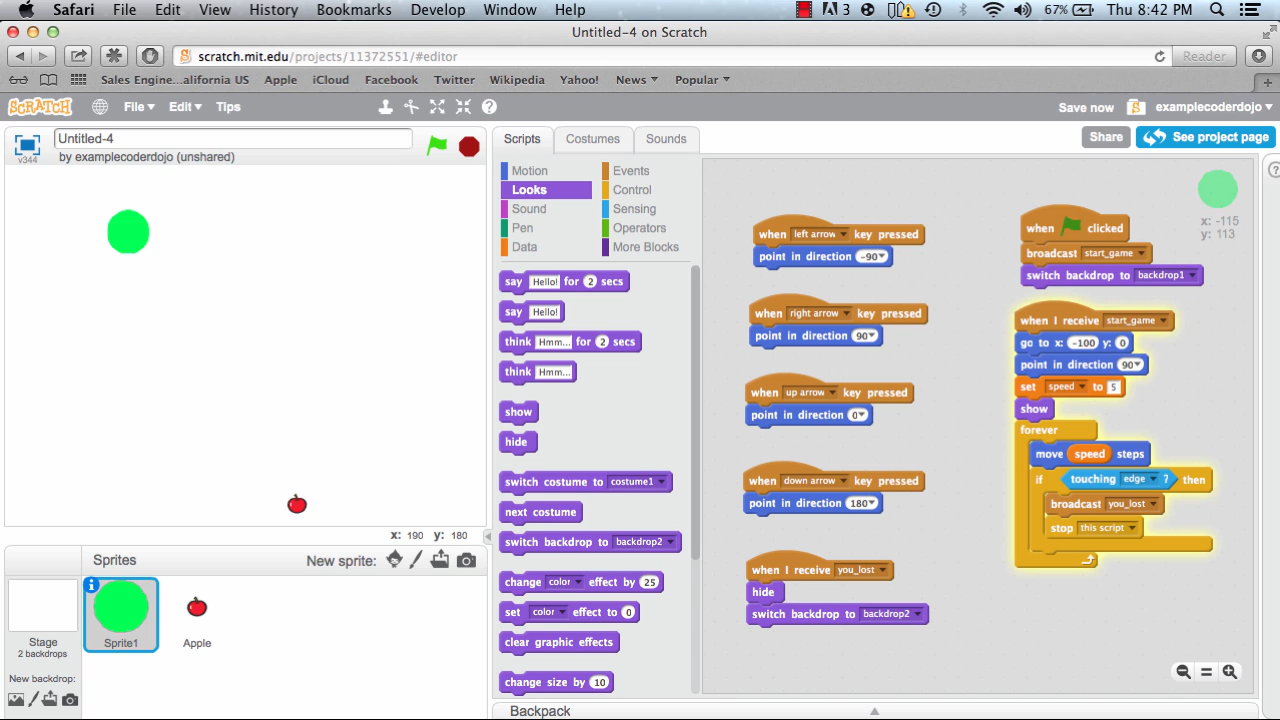 Safari File Edit View History Bookmarks Develop Window Help 3 67% Thu 8:42 PM
Untitled-4 on Scratch
scratch.mit.edu/projects/11372551/#editor Reader
Sales Engine...alifornia US Apple iCloud Facebook Twitter Wikipedia Yahoo! News Popular
SCRATCH File Edit Tips Save now examplecoderdojo
Untitled-4
by examplecoderdojo (unshared)
v344
Scripts Costumes Sounds
Share See project page
Motion Events
Looks Control
Sound Sensing
Pen Operators
Data More Blocks
say Hello! for 2 secs
say Hello!
think Hmm... for 2 secs
think Hmm...
show
hide
switch costume to costume1
next costume
switch backdrop to backdrop2
change color effect by 25
set color effect to 0
clear graphic effects
change size by 10
when left arrow key pressed
point in direction -90
when right arrow key pressed
point in direction 90
when up arrow key pressed
point in direction 0
when down arrow key pressed
point in direction 180
when I receive you_lost
hide
switch backdrop to backdrop2
when clicked
broadcast start_game
switch backdrop to backdrop1
when I receive start_game
go to x: -100 y: 0
point in direction 90
set speed to 5
show
forever
move speed steps
if touching edge ? then
broadcast you_lost
stop this script
x: -115
y: 113
x: 190 y: 180
Sprites New sprite:
Stage
2 backdrops
New backdrop:
Sprite1
Apple
Backpack